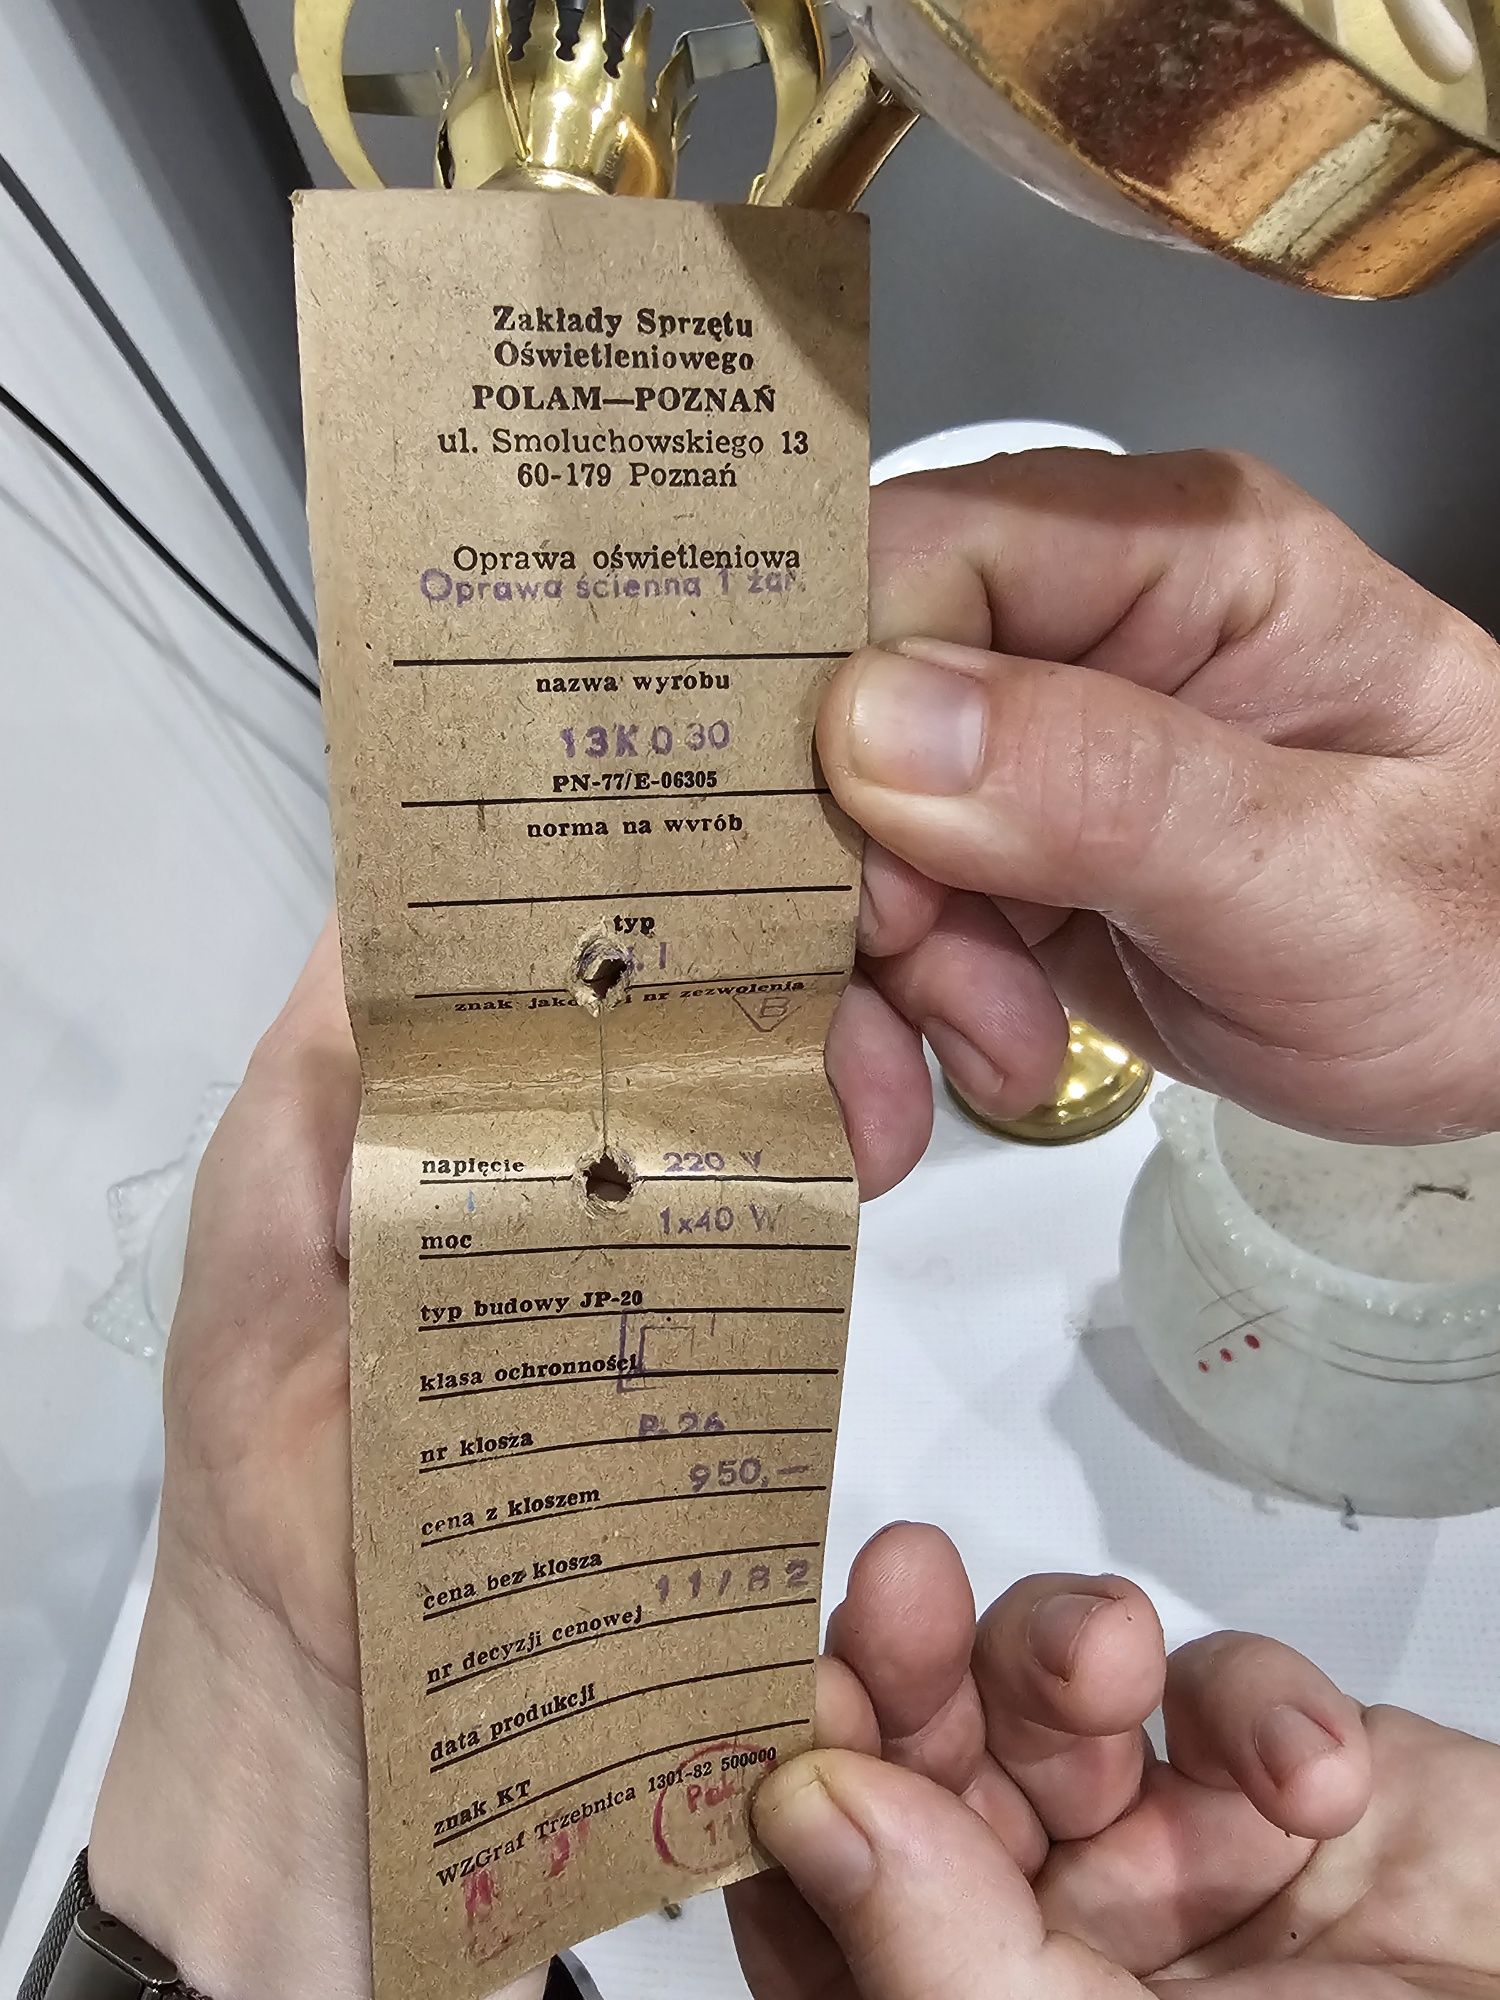 Zakłady Sprzętu
Oświetleniowego
POLAM—POZNAŃ
ul. Smoluchowskiego 13
60-179 Poznań
Oprawa oświetleniowa
Oprawa ścienna 1 żar.
nazwa wyrobu
13K0 30
PN-77/E-06305
norma na wyrób
typ
I
znak nr zezwolenia
B
napięcie 220 V
moc 1x40 W
typ budowy JP-20
klasa ochronności
nr klosza
cena z kloszem 950,—
cena bez klosza
nr decyzji cenowej 11/82
data produkcji
znak KT
WZGraf Trzebnica 1301-82 500000